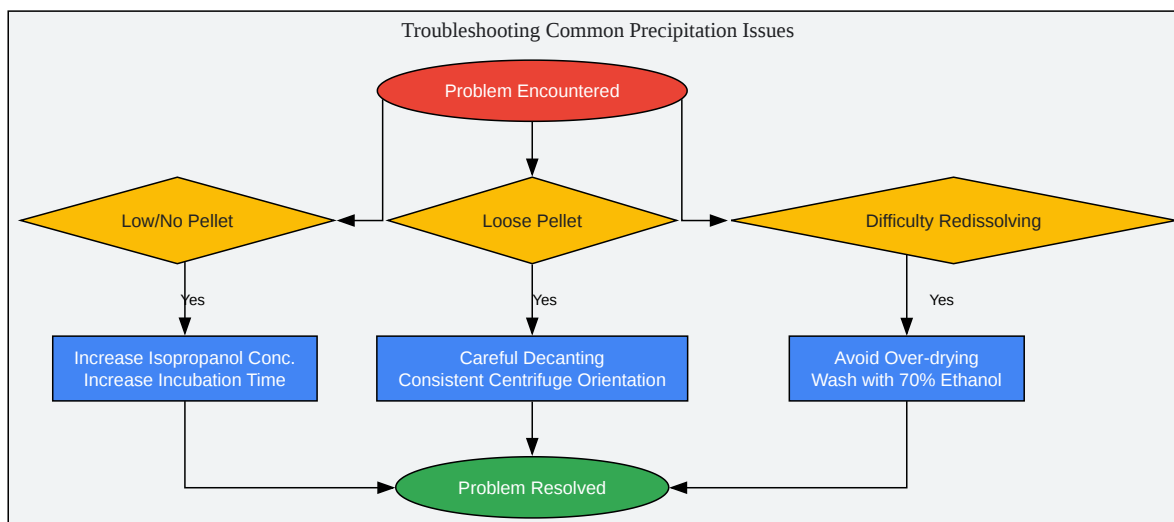 Troubleshooting Common Precipitation Issues
Problem Encountered
Low/No Pellet
Loose Pellet
Difficulty Redissolving
Yes
Yes
Yes
Increase Isopropanol Conc.
Increase Incubation Time
Careful Decanting
Consistent Centrifuge Orientation
Avoid Over-drying
Wash with 70% Ethanol
Problem Resolved